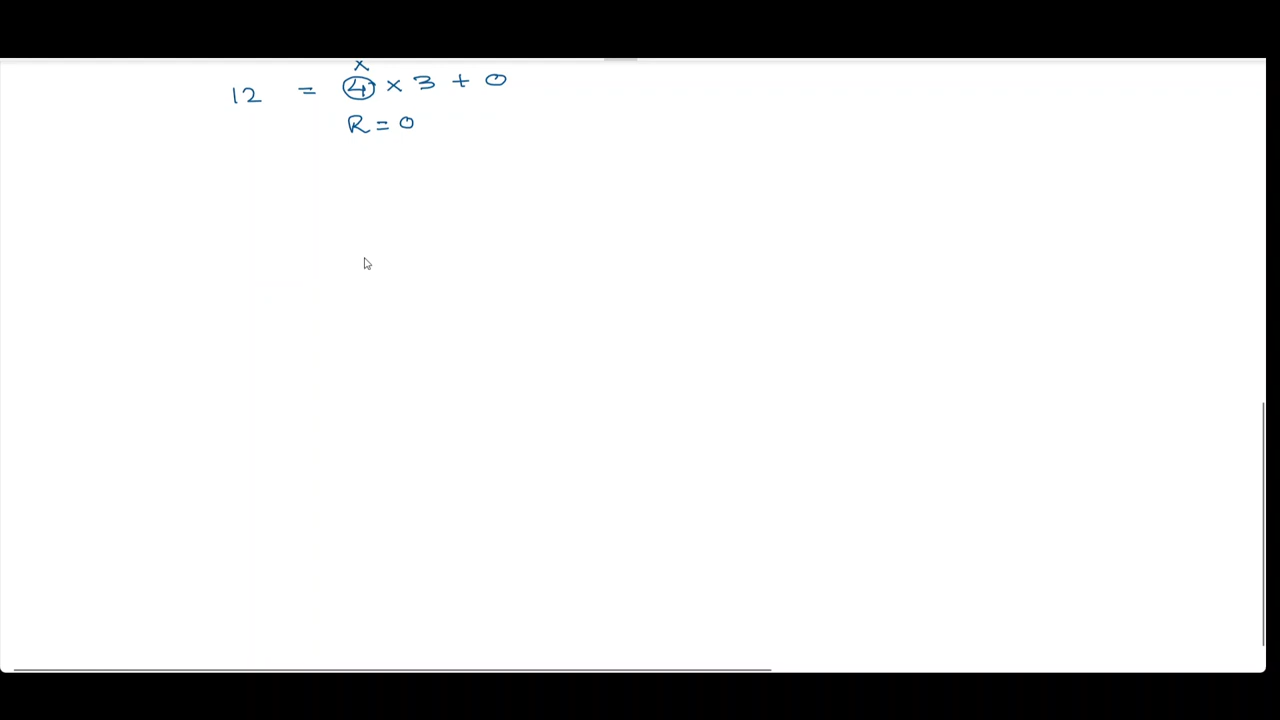 x
12 = 4 × 3 + 0
R = 0